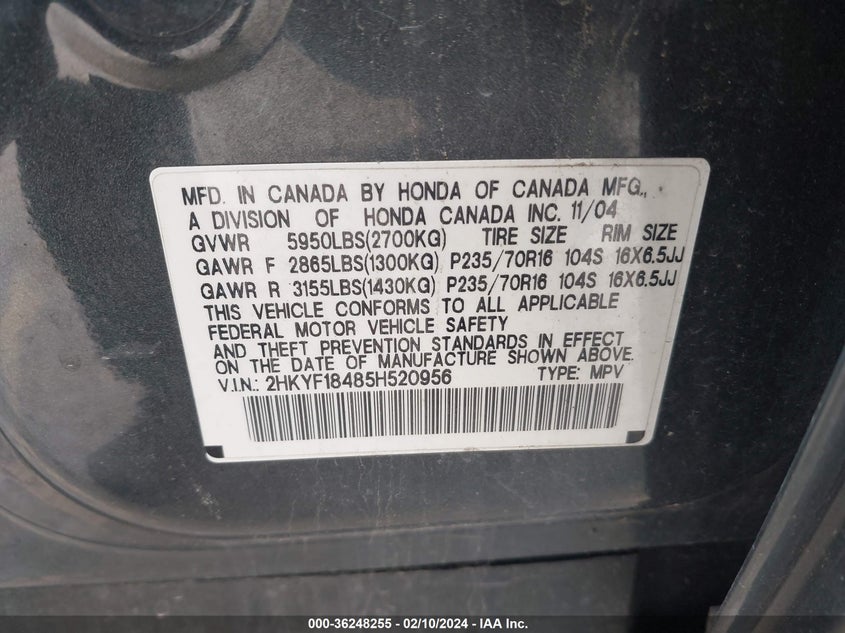 MFD. IN CANADA BY HONDA OF CANADA MFG.,
A DIVISION OF HONDA CANADA INC. 11/04
GVWR 5950LBS(2700KG) TIRE SIZE RIM SIZE
GAWR F 2865LBS(1300KG) P235/70R16 104S 16X6.5JJ
GAWR R 3155LBS(1430KG) P235/70R16 104S 16X6.5JJ
THIS VEHICLE CONFORMS TO ALL APPLICABLE
FEDERAL MOTOR VEHICLE SAFETY
AND THEFT PREVENTION STANDARDS IN EFFECT
ON THE DATE OF MANUFACTURE SHOWN ABOVE.
V.I.N.: 2HKYF18485H520956 TYPE: MPV
000-36248255 - 02/10/2024 - IAA Inc.